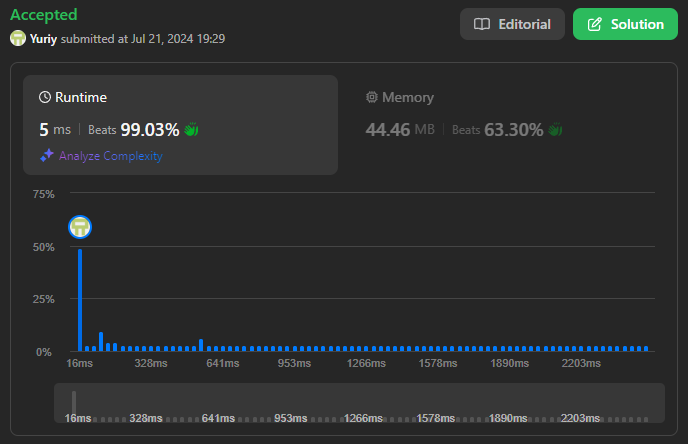 Accepted
Editorial
Solution
Yuriy submitted at Jul 21, 2024 19:29
Runtime
Memory
5 ms Beats 99.03%
44.46 MB Beats 63.30%
Analyze Complexity
75%
50%
25%
0%
16ms 328ms 641ms 953ms 1266ms 1578ms 1890ms 2203ms
16ms 328ms 641ms 953ms 1266ms 1578ms 1890ms 2203ms